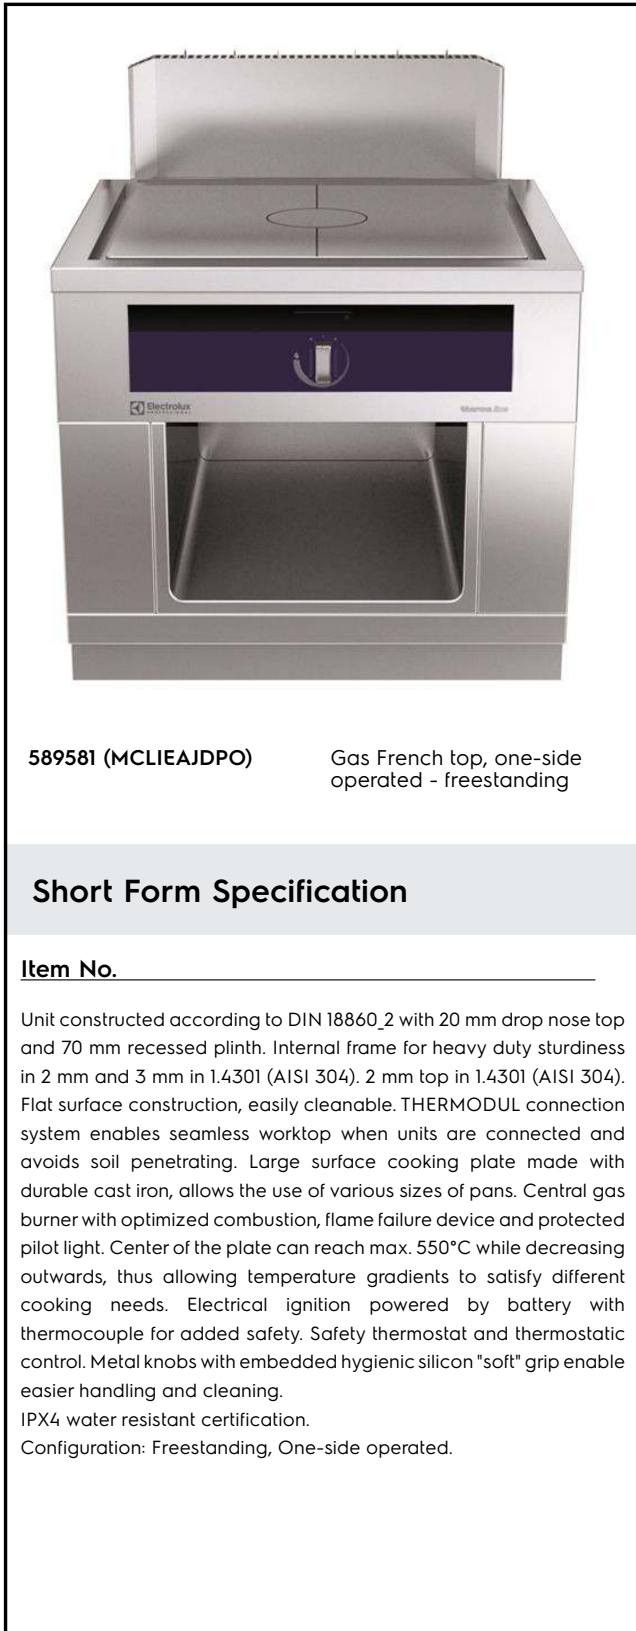 Electrolux
PROFESSIONAL
589581 (MCLIEAJDPO)
Gas French top, one-side
operated - freestanding
Short Form Specification
Item No.
Unit constructed according to DIN 18860_2 with 20 mm drop nose top
and 70 mm recessed plinth. Internal frame for heavy duty sturdiness
in 2 mm and 3 mm in 1.4301 (AISI 304). 2 mm top in 1.4301 (AISI 304).
Flat surface construction, easily cleanable. THERMODUL connection
system enables seamless worktop when units are connected and
avoids soil penetrating. Large surface cooking plate made with
durable cast iron, allows the use of various sizes of pans. Central gas
burner with optimized combustion, flame failure device and protected
pilot light. Center of the plate can reach max. 550°C while decreasing
outwards, thus allowing temperature gradients to satisfy different
cooking needs. Electrical ignition powered by battery with
thermocouple for added safety. Safety thermostat and thermostatic
control. Metal knobs with embedded hygienic silicon "soft" grip enable
easier handling and cleaning.
IPX4 water resistant certification.
Configuration: Freestanding, One-side operated.